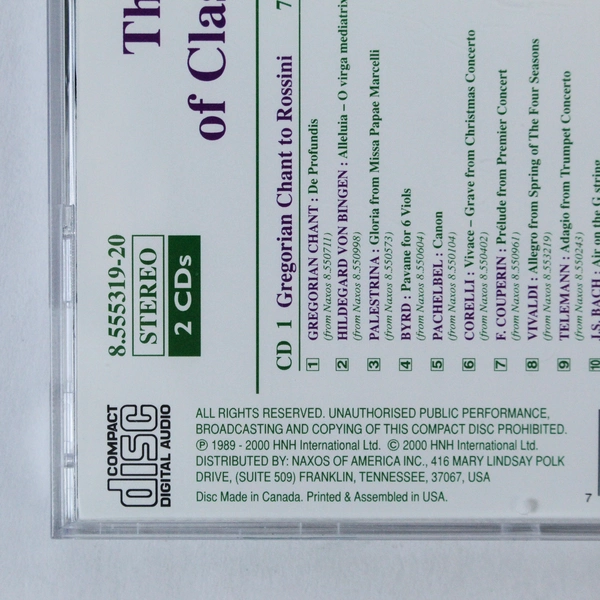 of
8.555319-20
STEREO
2 CDs
CD 1 Gregorian Chant to Rossini
1 GREGORIAN CHANT : De Profundis
(from Naxos 8.550711)
2 HILDEGARD VON BINGEN : Alleluia – O virga
(from Naxos 8.550998)
3 PALESTRINA : Gloria from Missa Papae Marcelli
(from Naxos 8.550573)
4 BYRD : Pavane for 6 Viols
(from Naxos 8.550604)
5 PACHELBEL : Canon
(from Naxos 8.550104)
6 CORELLI : Vivace – Grave from Christmas Concerto
(from Naxos 8.550402)
7 F. COUPERIN : Prélude from Premier Concert
(from Naxos 8.550961)
8 VIVALDI : Allegro from Spring of The Four Seasons
(from Naxos 8.553219)
9 TELEMANN : Adagio from Trumpet Concerto
(from Naxos 8.550243)
10 J.S. BACH : Air on the G string
COMPACT
disc
DIGITAL AUDIO
ALL RIGHTS RESERVED. UNAUTHORISED PUBLIC PERFORMANCE,
BROADCASTING AND COPYING OF THIS COMPACT DISC PROHIBITED.
℗ 1989 - 2000 HNH International Ltd. © 2000 HNH International Ltd.
DISTRIBUTED BY: NAXOS OF AMERICA INC., 416 MARY LINDSAY POLK
DRIVE, (SUITE 509) FRANKLIN, TENNESSEE, 37067, USA
Disc Made in Canada. Printed & Assembled in USA.
7